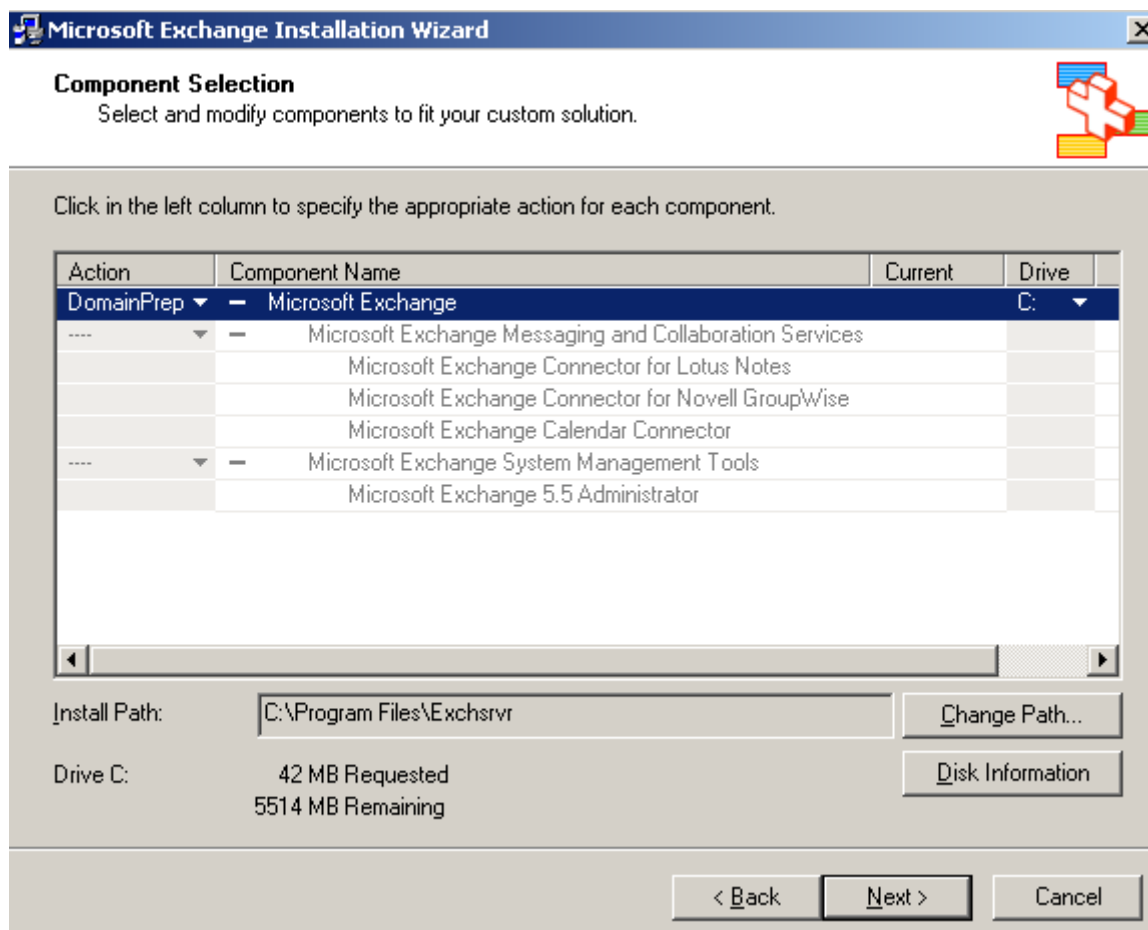 Microsoft Exchange Installation Wizard
Component Selection
Select and modify components to fit your custom solution.
Click in the left column to specify the appropriate action for each component.
Action Component Name Current Drive
DomainPrep Microsoft Exchange C:
---- Microsoft Exchange Messaging and Collaboration Services
Microsoft Exchange Connector for Lotus Notes
Microsoft Exchange Connector for Novell GroupWise
Microsoft Exchange Calendar Connector
---- Microsoft Exchange System Management Tools
Microsoft Exchange 5.5 Administrator
Install Path: C:\Program Files\Exchsrvr Change Path...
Drive C: 42 MB Requested Disk Information
5514 MB Remaining
< Back Next > Cancel